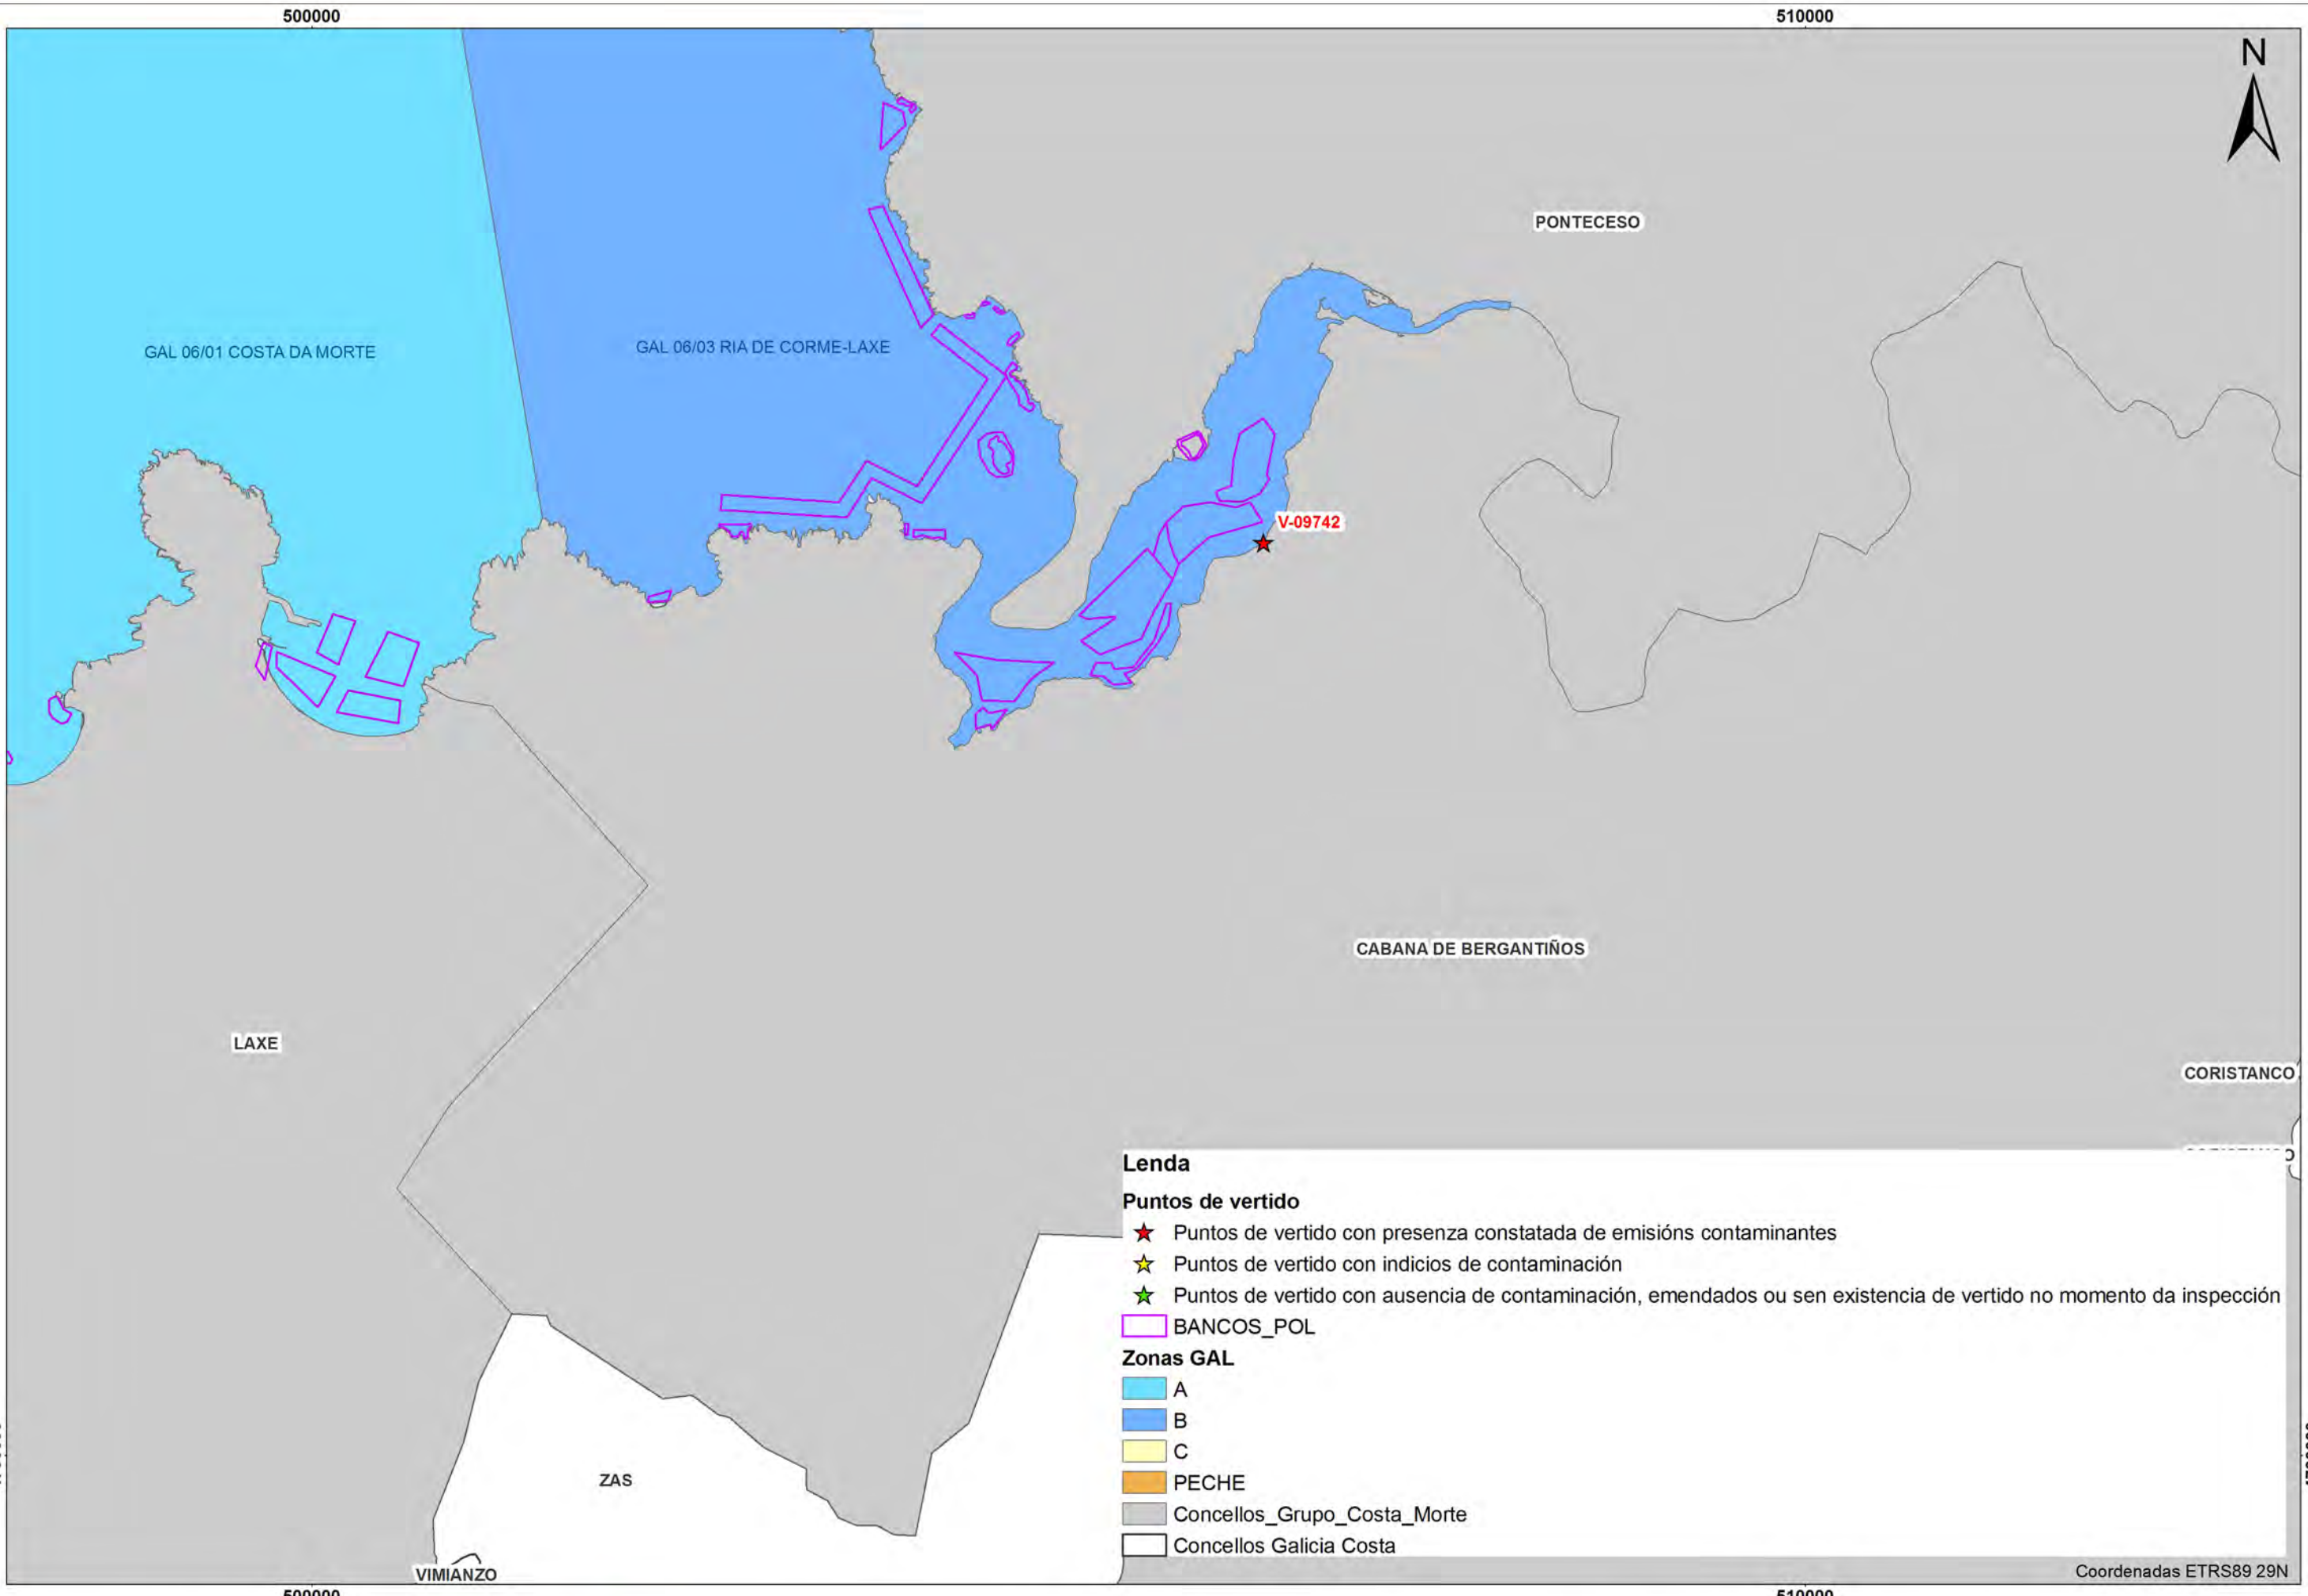 500000
510000
N
PONTECESO
GAL 06/01 COSTA DA MORTE
GAL 06/03 RIA DE CORME-LAXE
V-09742
CABANA DE BERGANTIÑOS
LAXE
CORISTANCO
Lenda
Puntos de vertido
Puntos de vertido con presenza constatada de emisións contaminantes
Puntos de vertido con indicios de contaminación
Puntos de vertido con ausencia de contaminación, emendados ou sen existencia de vertido no momento da inspección
BANCOS_POL
Zonas GAL
A
B
C
PECHE
Concellos_Grupo_Costa_Morte
Concellos Galicia Costa
ZAS
VIMIANZO
Coordenadas ETRS89 29N
500000
510000